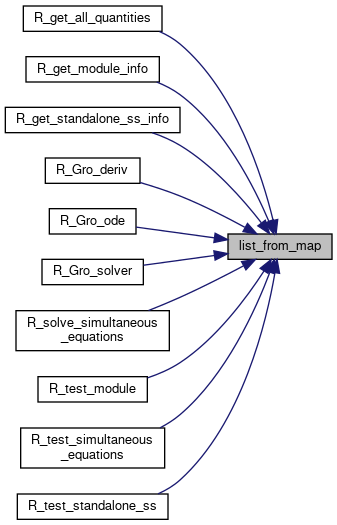 R_get_all_quantities
R_get_module_info
R_get_standalone_ss_info
R_Gro_deriv
R_Gro_ode
list_from_map
R_Gro_solver
R_solve_simultaneous
_equations
R_test_module
R_test_simultaneous
_equations
R_test_standalone_ss